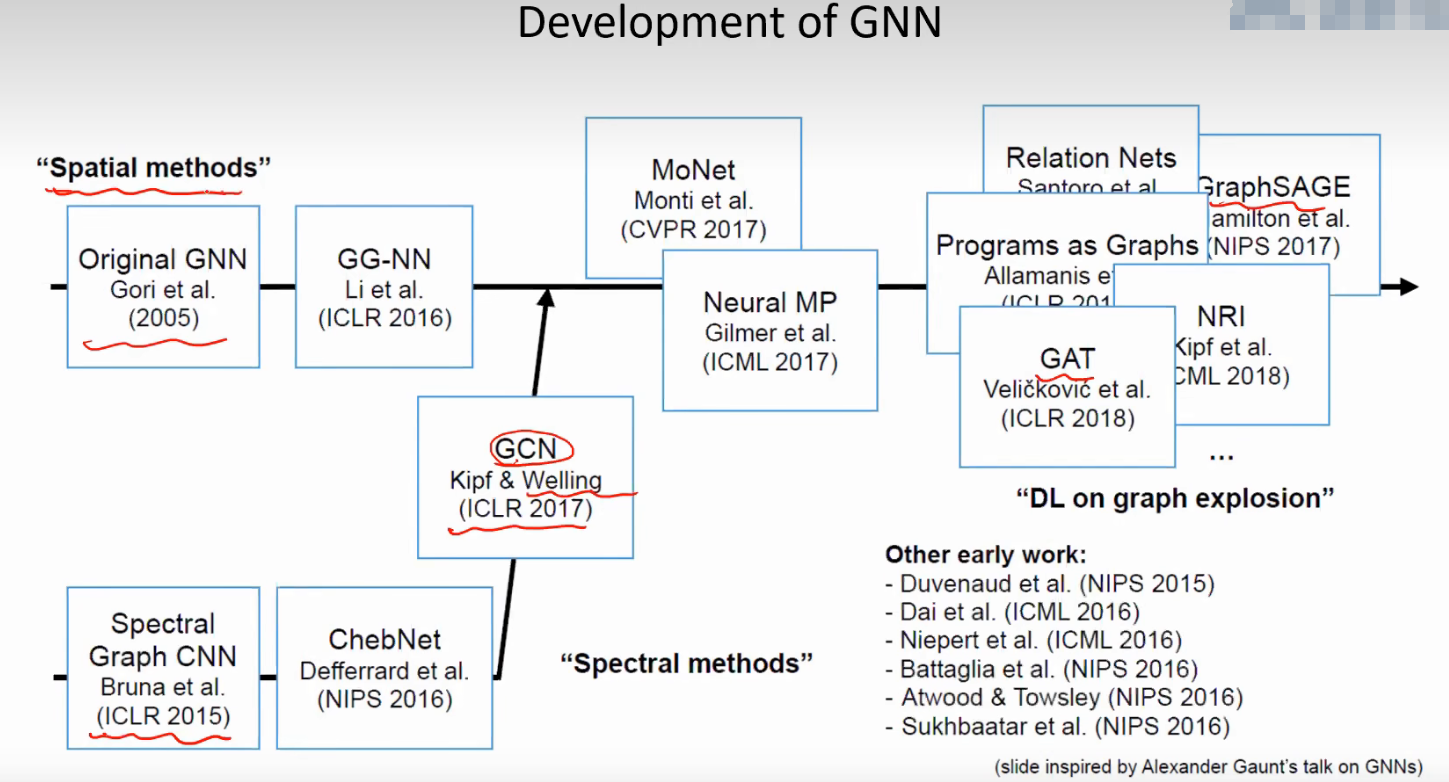 Development of GNN
“Spatial methods”
Original GNN
Gori et al.
(2005)
GG-NN
Li et al.
(ICLR 2016)
MoNet
Monti et al.
(CVPR 2017)
Neural MP
Gilmer et al.
(ICML 2017)
Relation Nets
Santoro et al.
GraphSAGE
et al.
(NIPS 2017)
Programs as Graphs
Allamanis
(ICLR
NRI
Kipf et al.
2018)
GAT
Veličković et al.
(ICLR 2018)
...
“DL on graph explosion”
GCN
Kipf & Welling
(ICLR 2017)
Spectral
Graph CNN
Bruna et al.
(ICLR 2015)
ChebNet
Defferrard et al.
(NIPS 2016)
“Spectral methods”
Other early work:
- Duvenaud et al. (NIPS 2015)
- Dai et al. (ICML 2016)
- Niepert et al. (ICML 2016)
- Battaglia et al. (NIPS 2016)
- Atwood & Towsley (NIPS 2016)
- Sukhbaatar et al. (NIPS 2016)
(slide inspired by Alexander Gaunt’s talk on GNNs)